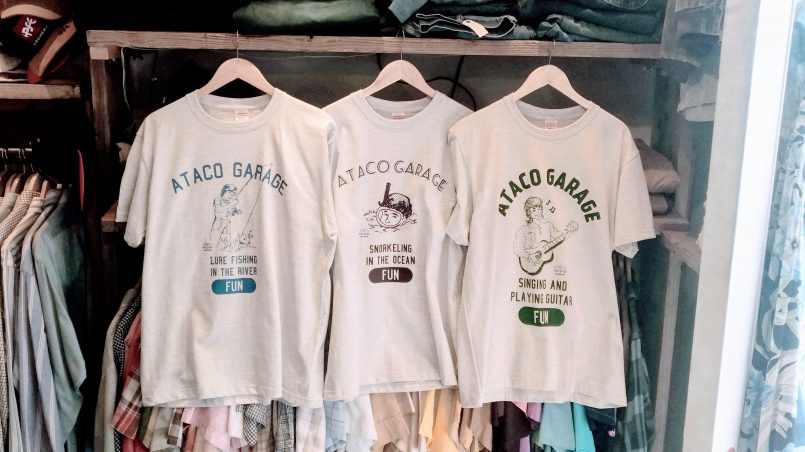 ATACO GARAGE
LURE FISHING
IN THE RIVER
FUN
ATACO GARAGE
SNORKELING
IN THE OCEAN
FUN
ATACO GARAGE
SINGING AND
PLAYING GUITAR
FUN